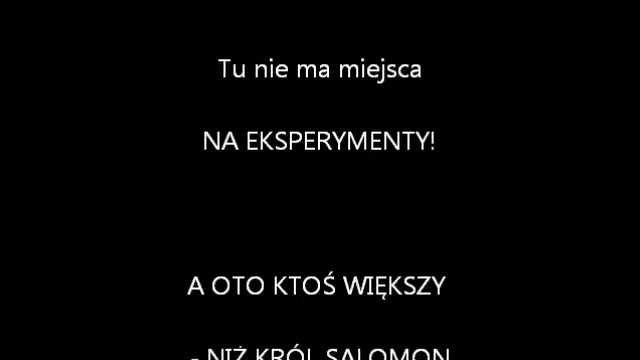 Tu nie ma miejsca
NA EKSPERYMENTY!
A OTO KTOŚ WIĘKSZY
- NIŻ KRÓL SALOMON